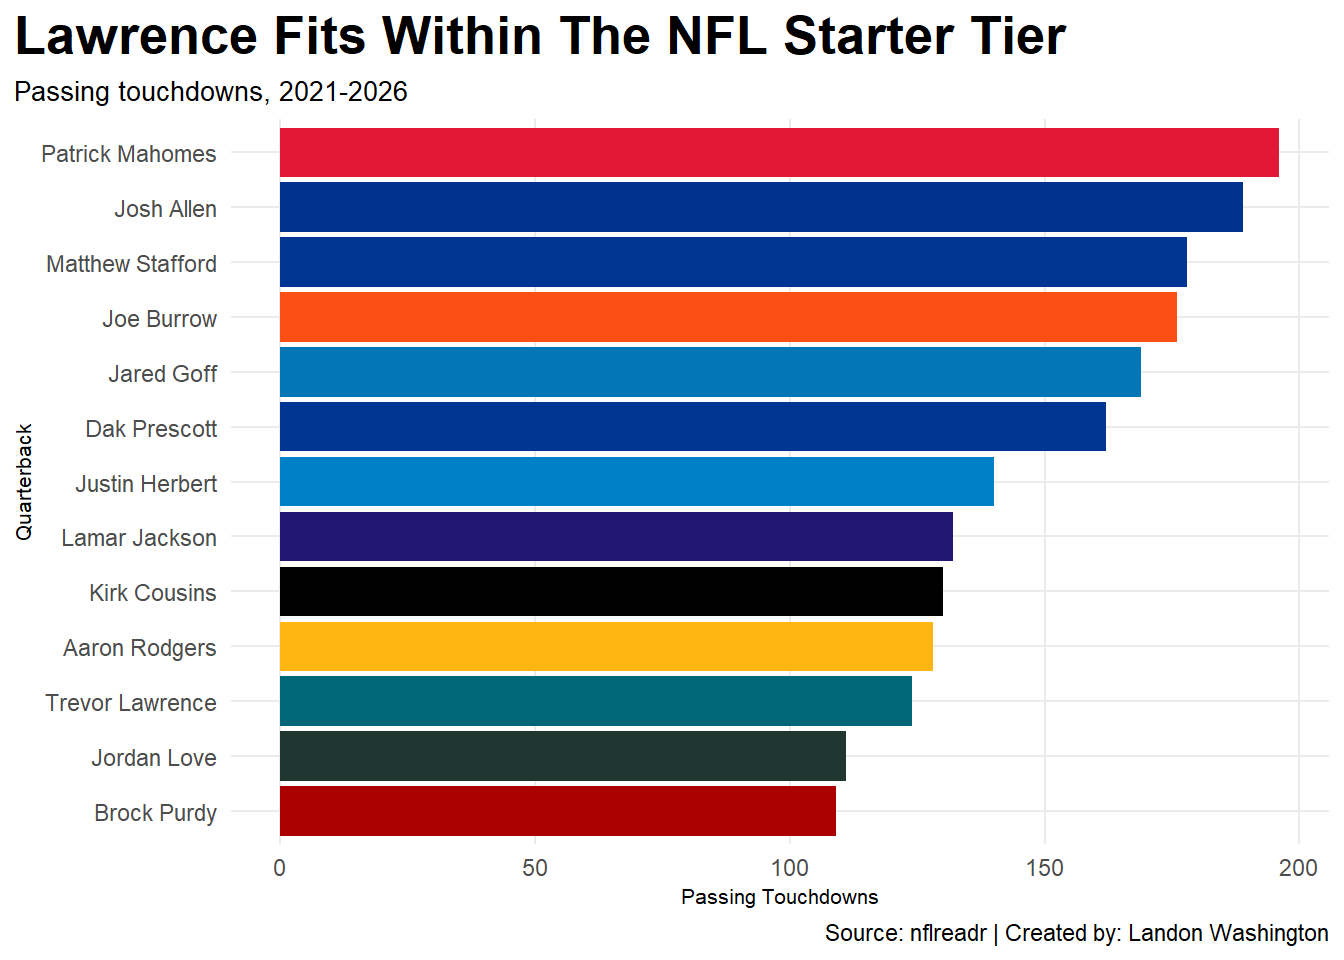 Lawrence Fits Within The NFL Starter Tier
Passing touchdowns, 2021-2026
Patrick Mahomes
Josh Allen
Matthew Stafford
Joe Burrow
Jared Goff
Dak Prescott
Justin Herbert
Lamar Jackson
Kirk Cousins
Aaron Rodgers
Trevor Lawrence
Jordan Love
Brock Purdy
Quarterback
0 50 100 150 200
Passing Touchdowns
Source: nflreadr | Created by: Landon Washington